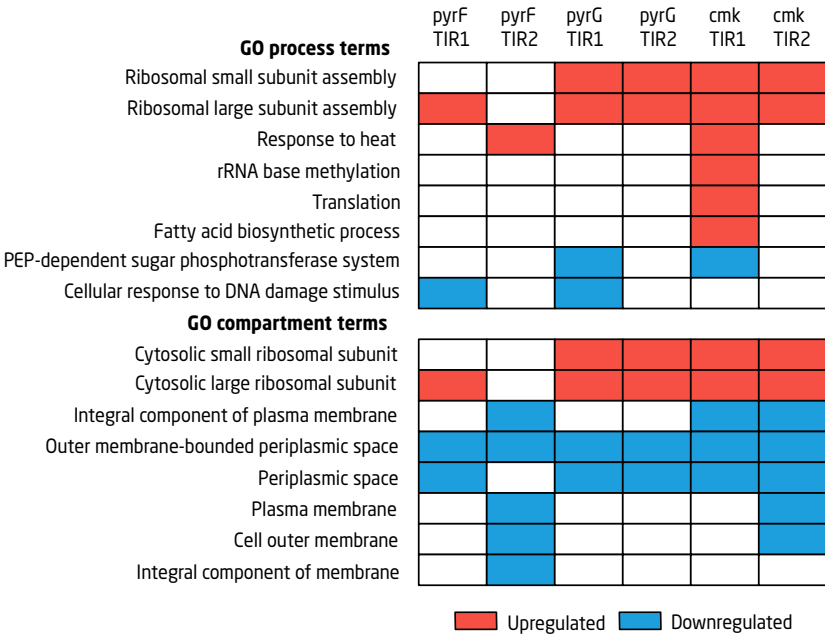 pyrF pyrF pyrG pyrG cmk cmk
TIR1 TIR2 TIR1 TIR2 TIR1 TIR2
GO process terms
Ribosomal small subunit assembly
Ribosomal large subunit assembly
Response to heat
rRNA base methylation
Translation
Fatty acid biosynthetic process
PEP-dependent sugar phosphotransferase system
Cellular response to DNA damage stimulus
GO compartment terms
Cytosolic small ribosomal subunit
Cytosolic large ribosomal subunit
Integral component of plasma membrane
Outer membrane-bounded periplasmic space
Periplasmic space
Plasma membrane
Cell outer membrane
Integral component of membrane
Upregulated Downregulated